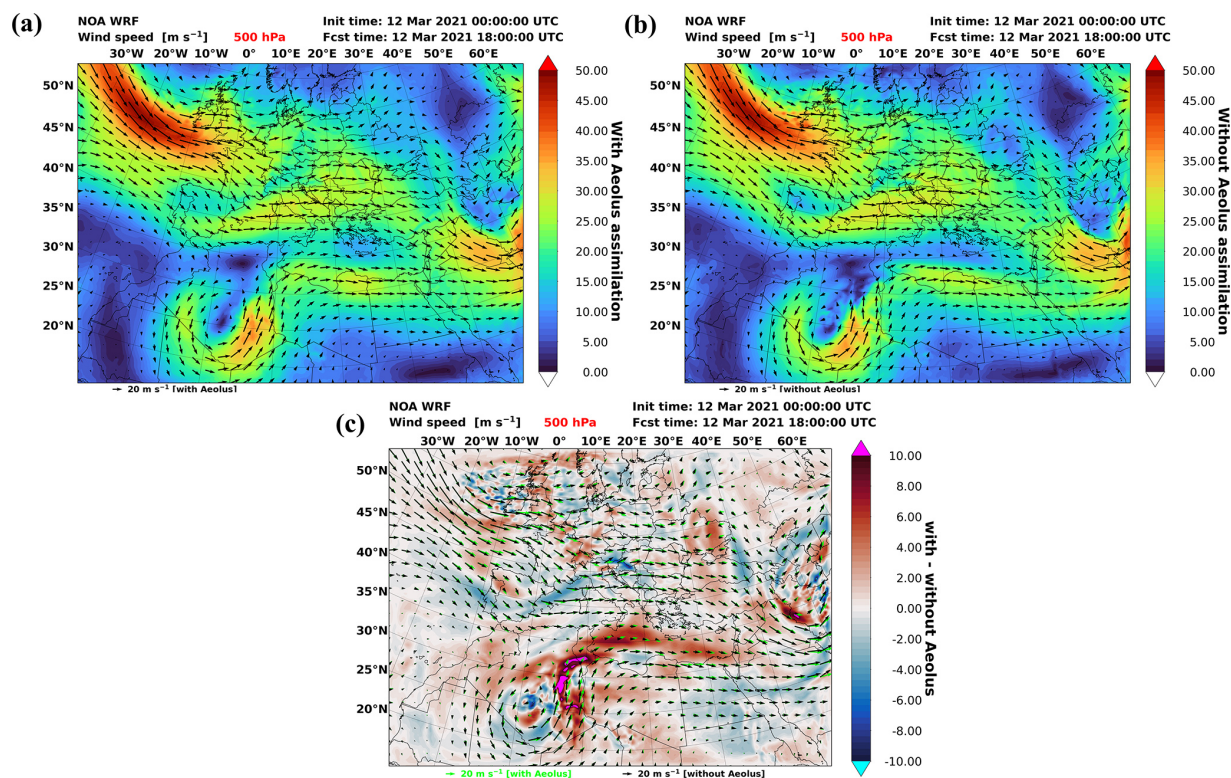 (a)
NOA WRF
Init time: 12 Mar 2021 00:00:00 UTC
Wind speed [m s⁻¹] 500 hPa
Fcst time: 12 Mar 2021 18:00:00 UTC
30°W 20°W 10°W 0° 10°E 20°E 30°E 40°E 50°E 60°E
50°N
45°N
40°N
35°N
30°N
25°N
20°N
50.00
45.00
40.00
35.00
30.00
25.00
20.00
15.00
10.00
5.00
0.00
With Aeolus assimilation
20 m s⁻¹ [with Aeolus]
(b)
NOA WRF
Init time: 12 Mar 2021 00:00:00 UTC
Wind speed [m s⁻¹] 500 hPa
Fcst time: 12 Mar 2021 18:00:00 UTC
30°W 20°W 10°W 0° 10°E 20°E 30°E 40°E 50°E 60°E
50°N
45°N
40°N
35°N
30°N
25°N
20°N
50.00
45.00
40.00
35.00
30.00
25.00
20.00
15.00
10.00
5.00
0.00
Without Aeolus assimilation
20 m s⁻¹ [without Aeolus]
(c)
NOA WRF
Init time: 12 Mar 2021 00:00:00 UTC
Wind speed [m s⁻¹] 500 hPa
Fcst time: 12 Mar 2021 18:00:00 UTC
30°W 20°W 10°W 0° 10°E 20°E 30°E 40°E 50°E 60°E
50°N
45°N
40°N
35°N
30°N
25°N
20°N
10.00
8.00
6.00
4.00
2.00
0.00
-2.00
-4.00
-6.00
-8.00
-10.00
with - without Aeolus
20 m s⁻¹ [with Aeolus]
20 m s⁻¹ [without Aeolus]